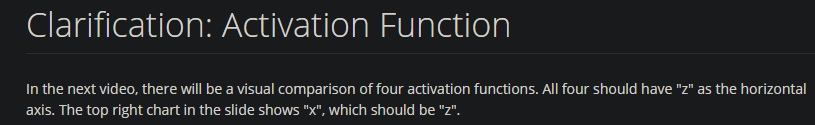 Clarification: Activation Function
In the next video, there will be a visual comparison of four activation functions. All four should have "z" as the horizontal
axis. The top right chart in the slide shows "x", which should be "z".